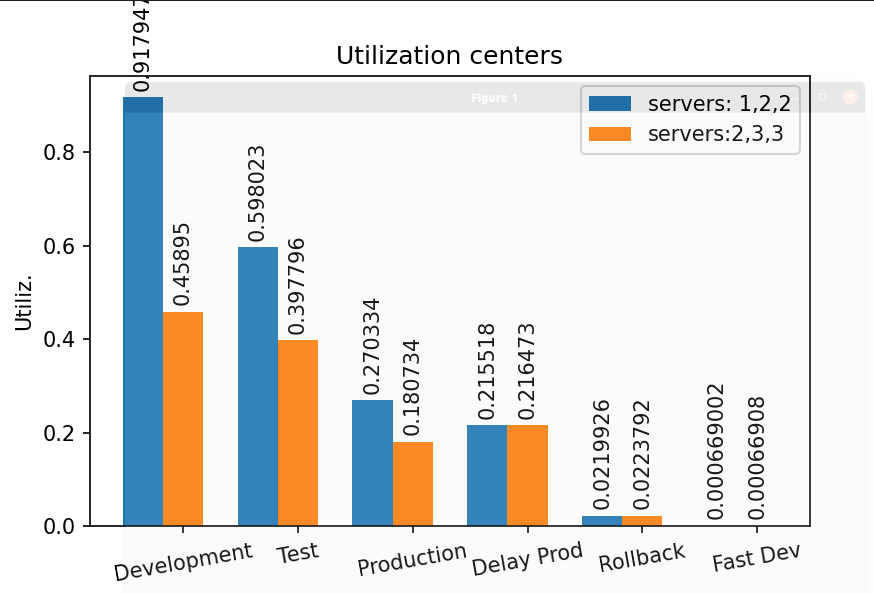 Utilization centers
Figure 1
servers: 1,2,2
servers:2,3,3
Utiliz.
0.8
0.6
0.4
0.2
0.0
0.917947
0.45895
0.598023
0.397796
0.270334
0.180734
0.215518
0.216473
0.0219926
0.0223792
0.000669002
0.00066908
Development
Test
Production
Delay Prod
Rollback
Fast Dev